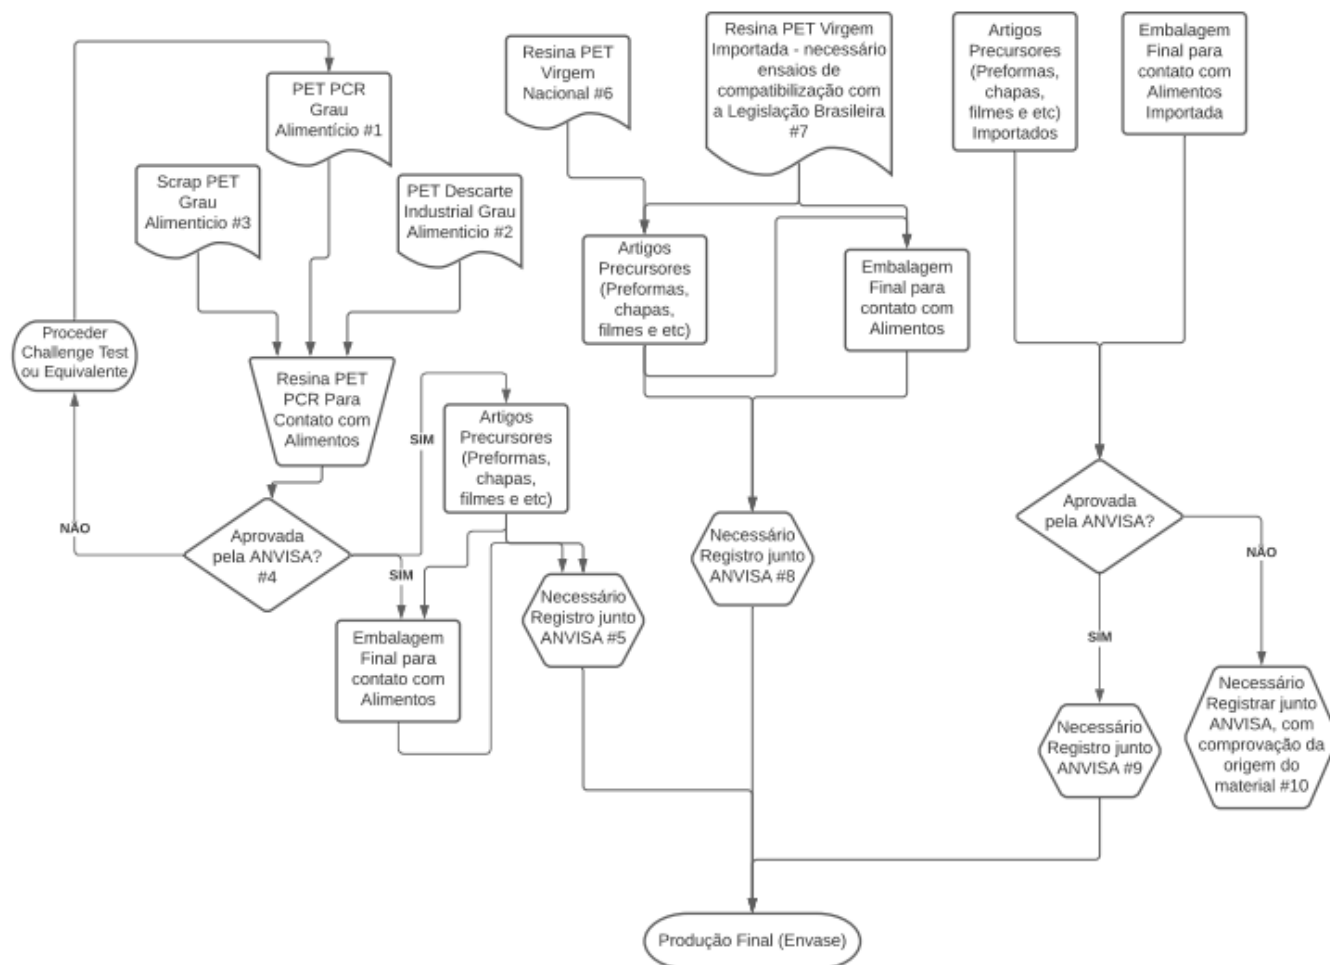 PET PCR
Grau
Alimentício #1
Scrap PET
Grau
Alimenticio #3
PET Descarte
Industrial Grau
Alimenticio #2
Proceder
Challenge Test
ou Equivalente
Resina PET
PCR Para
Contato com
Alimentos
NÃO
Aprovada
pela ANVISA?
#4
SIM
SIM
Artigos
Precursores
(Preformas,
chapas,
filmes e etc)
Embalagem
Final para
contato com
Alimentos
Necessário
Registro junto
ANVISA #5
Resina PET
Virgem
Nacional #6
Resina PET Virgem
Importada - necessário
ensaios de
compatibilização com
a Legislação Brasileira
#7
Artigos
Precursores
(Preformas,
chapas,
filmes e etc)
Embalagem
Final para
contato com
Alimentos
Necessário
Registro junto
ANVISA #8
Artigos
Precursores
(Preformas,
chapas,
filmes e etc)
Importados
Embalagem
Final para
contato com
Alimentos
Importada
Aprovada
pela ANVISA?
NÃO
SIM
Necessário
Registro junto
ANVISA #9
Necessário
Registrar junto
ANVISA, com
comprovação da
origem do
material #10
Produção Final (Envase)